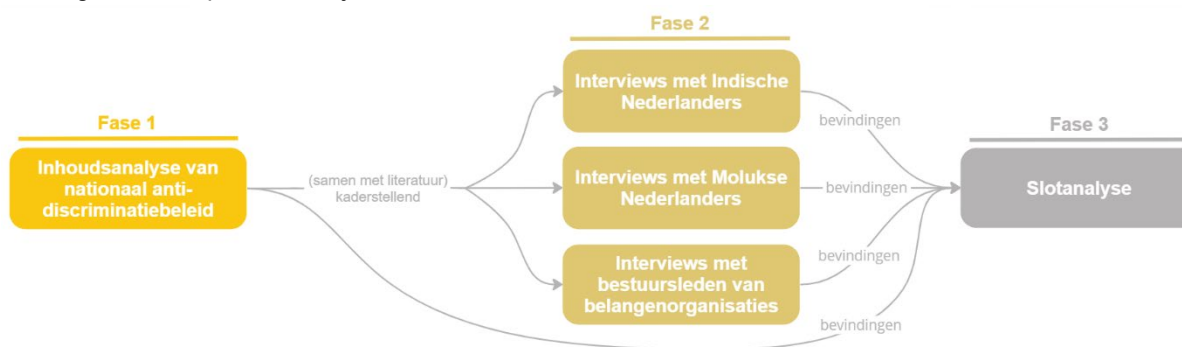 Fase 1
Inhoudsanalyse van
nationaal anti-
discriminatiebeleid
(samen met literatuur)
kaderstellend
Fase 2
Interviews met Indische
Nederlanders
Interviews met Molukse
Nederlanders
Interviews met
bestuursleden van
belangenorganisaties
bevindingen
bevindingen
bevindingen
bevindingen
Fase 3
Slotanalyse